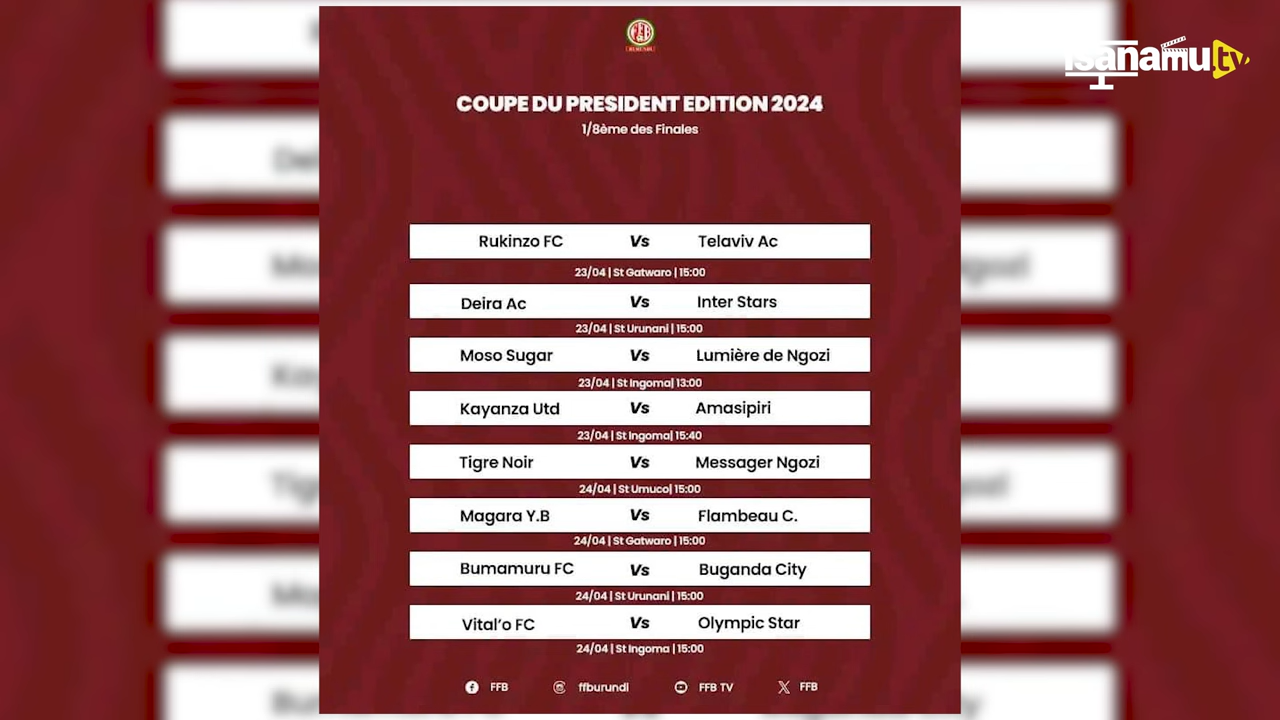 FFB
BURUNDI
isanamu tv
COUPE DU PRESIDENT EDITION 2024
1/8ème des Finales
Rukinzo FC Vs Telaviv Ac
23/04 | St Gatwaro | 15:00
Deira Ac Vs Inter Stars
23/04 | St Urunani | 15:00
Moso Sugar Vs Lumière de Ngozi
23/04 | St Ingoma| 13:00
Kayanza Utd Vs Amasipiri
23/04 | St Ingoma| 15:40
Tigre Noir Vs Messager Ngozi
24/04 | St Umuco| 15:00
Magara Y.B Vs Flambeau C.
24/04 | St Gatwaro | 15:00
Bumamuru FC Vs Buganda City
24/04 | St Urunani | 15:00
Vital'o FC Vs Olympic Star
24/04 | St Ingoma | 15:00
FFB ffburundi FFB TV FFB